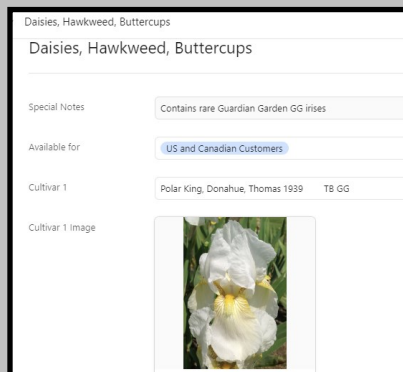 Daisies, Hawkweed, Buttercups
Daisies, Hawkweed, Buttercups
Special Notes
Contains rare Guardian Garden GG irises
Available for
US and Canadian Customers
Cultivar 1
Polar King, Donahue, Thomas 1939 TB GG
Cultivar 1 Image